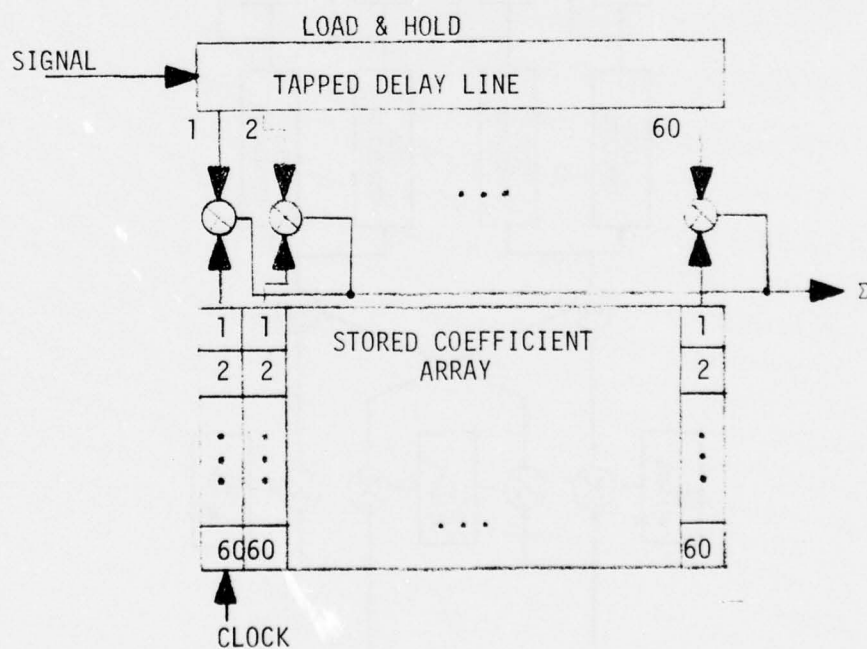 LOAD & HOLD
SIGNAL
TAPPED DELAY LINE
1 2 60
Σ
1 1 1
STORED COEFFICIENT
ARRAY
2 2 2
60 60 60
CLOCK